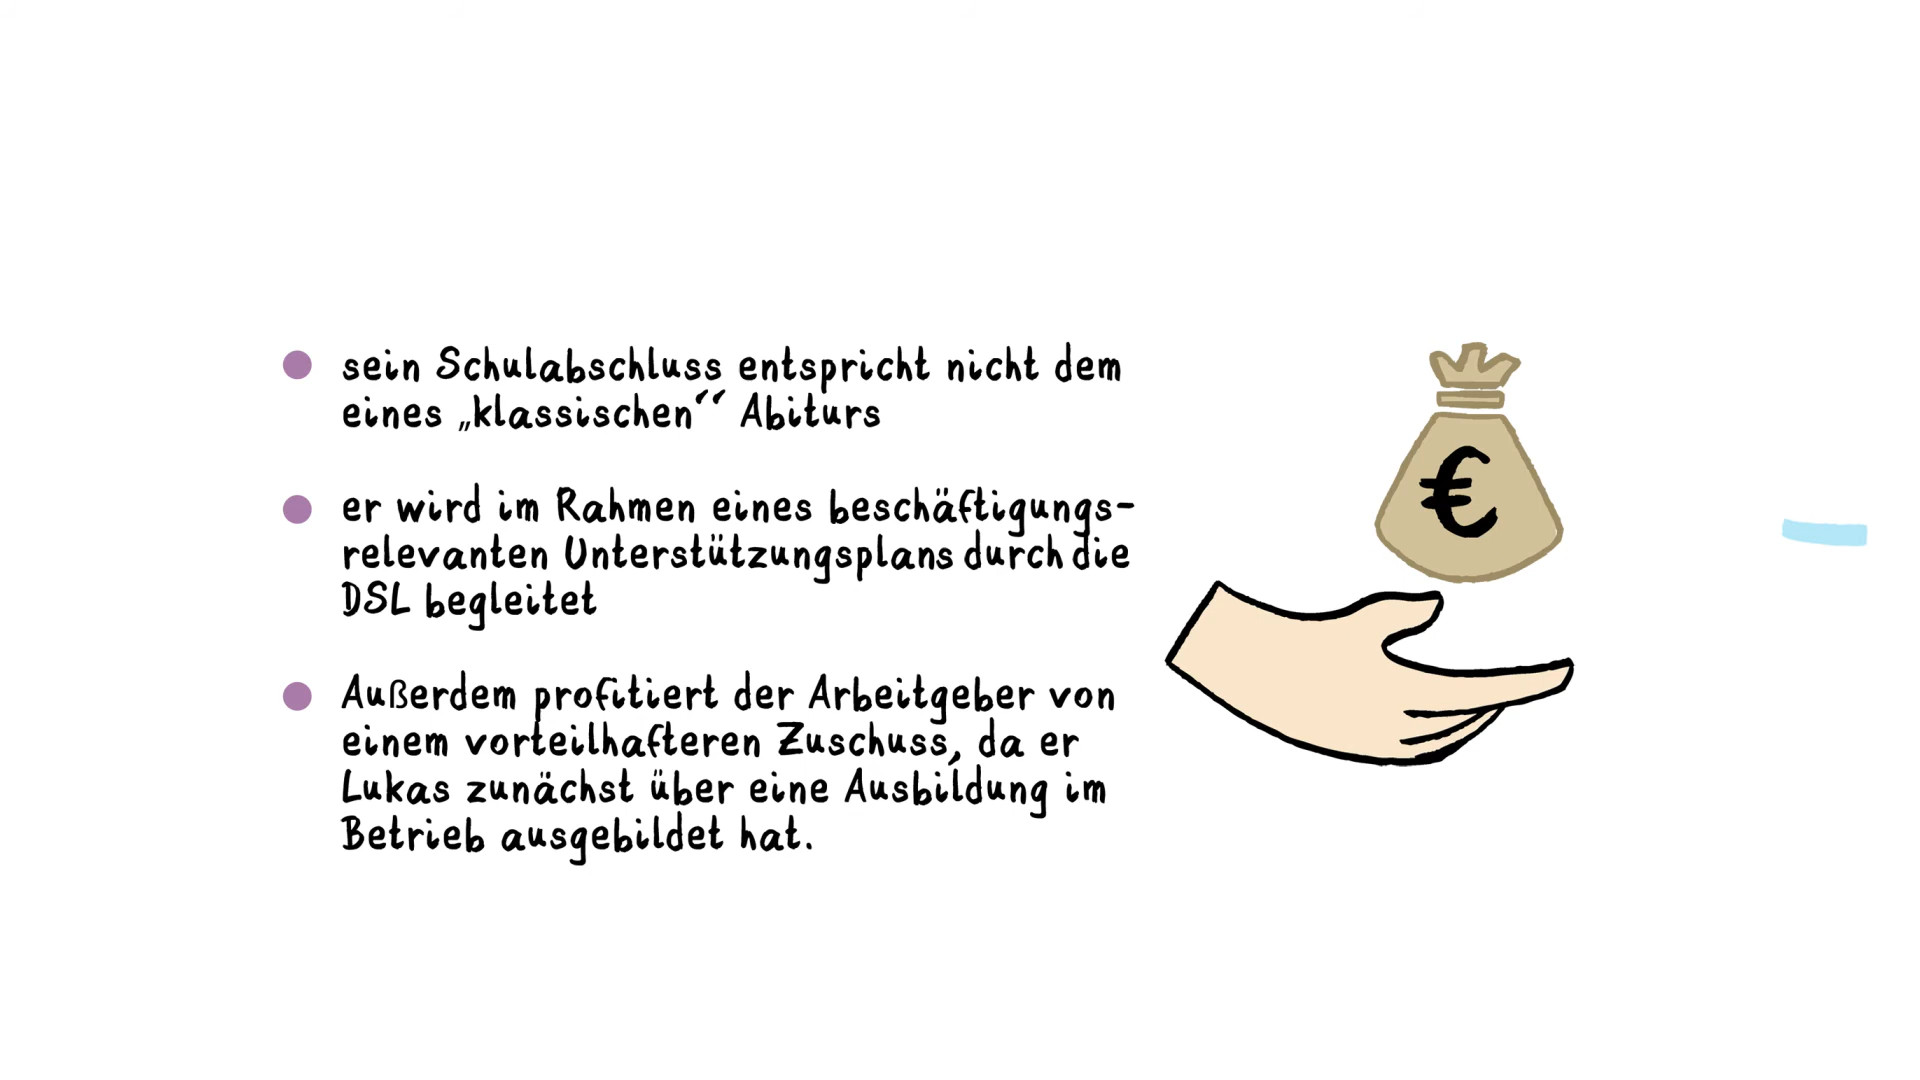 sein Schulabschluss entspricht nicht dem
eines „klassischen‘‘ Abiturs
er wird im Rahmen eines beschäftigungs-
relevanten Unterstützungsplans durch die
DSL begleitet
Außerdem profitiert der Arbeitgeber von
einem vorteilhafteren Zuschuss, da er
Lukas zunächst über eine Ausbildung im
Betrieb ausgebildet hat.
€